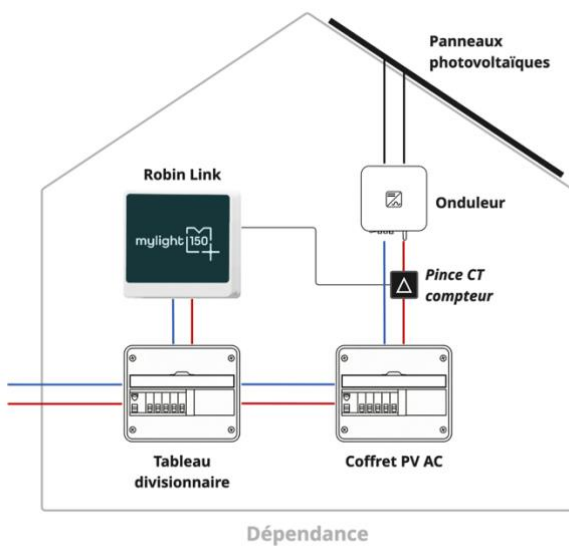 Panneaux
photovoltaïques
Robin Link
mylight 150
Onduleur
Pince CT
compteur
Tableau
divisionnaire
Coffret PV AC
Dépendance